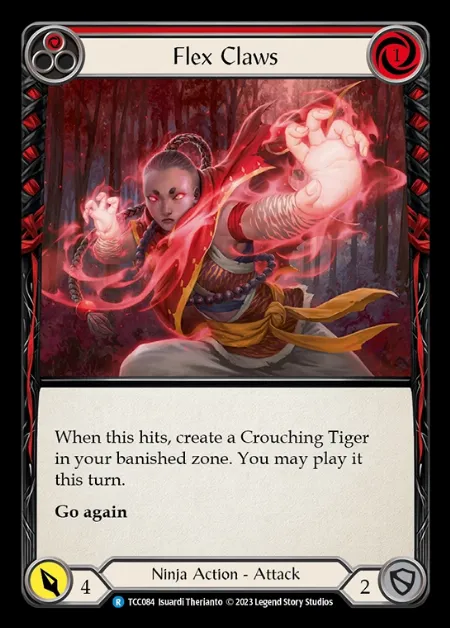 Flex Claws
I
When this hits, create a Crouching Tiger
in your banished zone. You may play it
this turn.
Go again
4
Ninja Action - Attack
2
R TCC084 Isuardi Therianto © 2023 Legend Story Studios